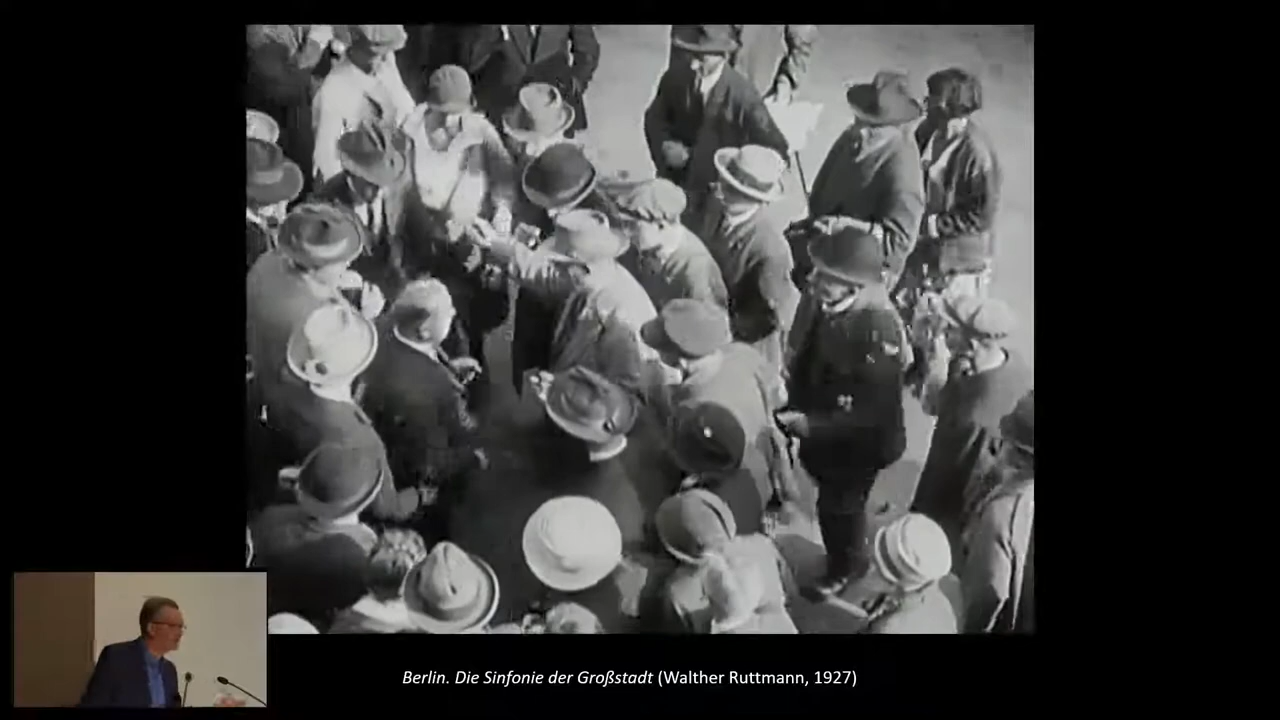 Berlin. Die Sinfonie der Großstadt (Walther Ruttmann, 1927)